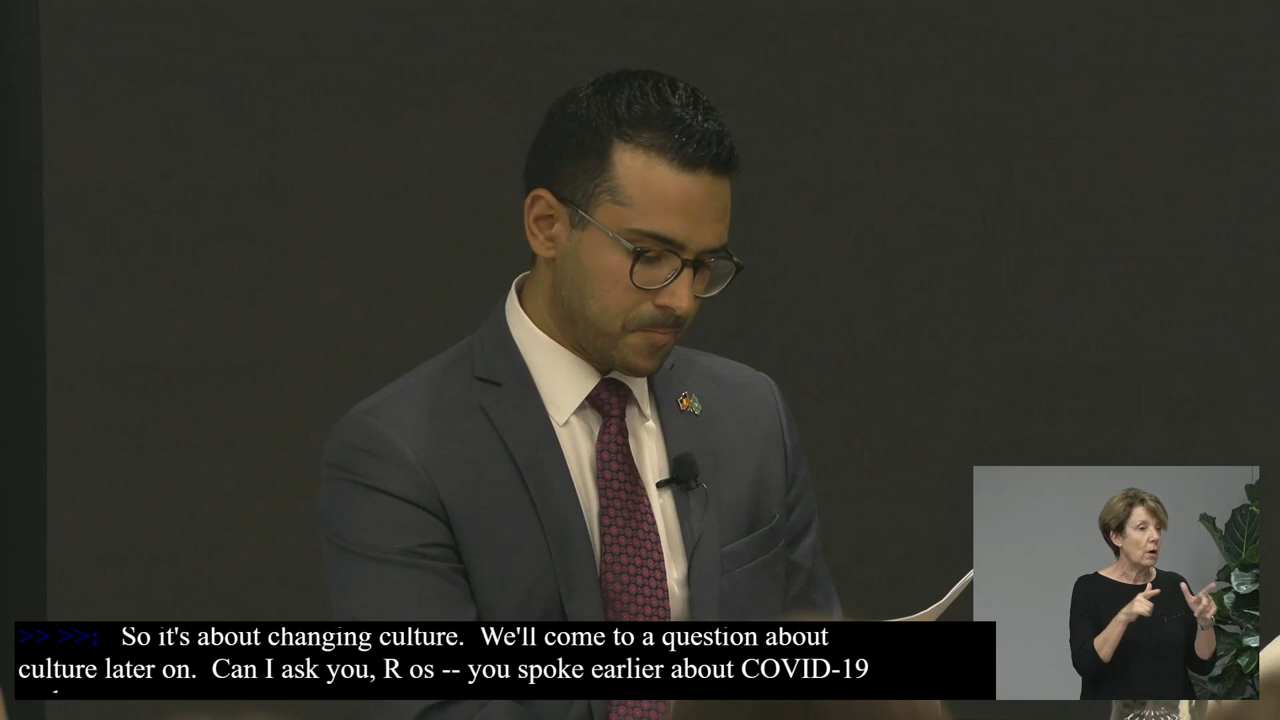 >> >>: So it's about changing culture. We'll come to a question about
culture later on. Can I ask you, R os -- you spoke earlier about COVID-19